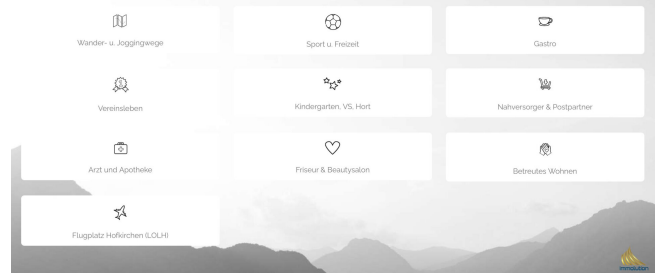 Wander- u. Joggingwege
Sport u. Freizeit
Gastro
Vereinsleben
Kindergarten, VS, Hort
Nahversorger & Postpartner
Arzt und Apotheke
Friseur & Beautysalon
Betreutes Wohnen
Flugplatz Hofkirchen (LOLH)
immolution